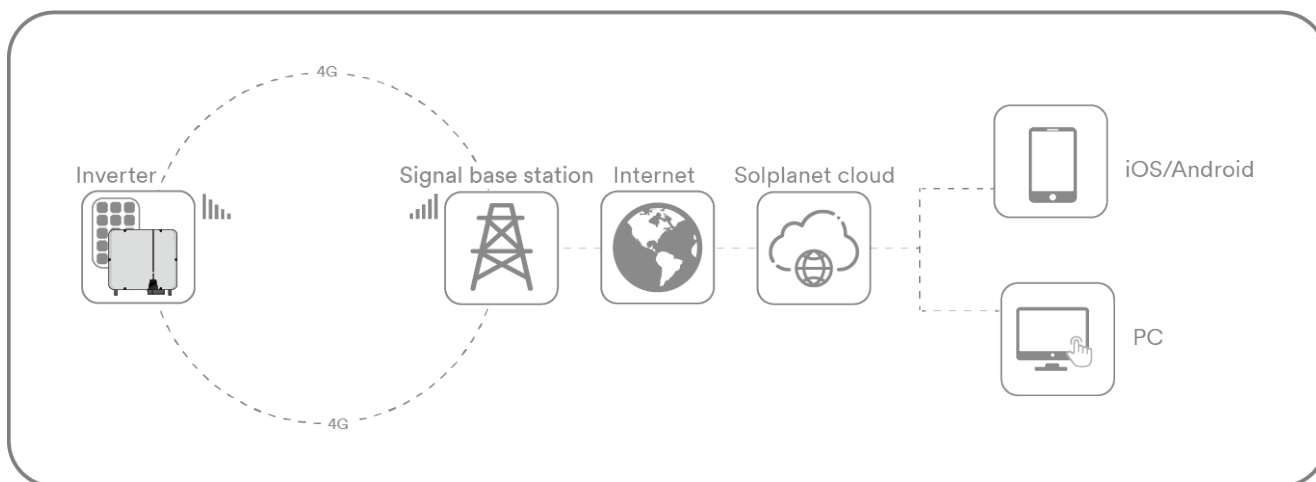 4G
Inverter
Signal base station
Internet
Solplanet cloud
iOS/Android
PC
4G